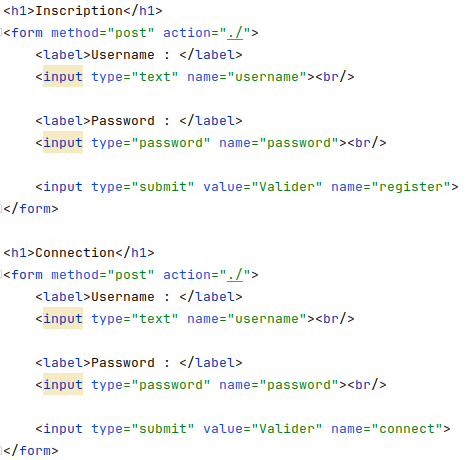 <h1>Inscription</h1>
<form method="post" action="./">
    <label>Username : </label>
    <input type="text" name="username"><br/>

    <label>Password : </label>
    <input type="password" name="password"><br/>

    <input type="submit" value="Valider" name="register">
</form>

<h1>Connection</h1>
<form method="post" action="./">
    <label>Username : </label>
    <input type="text" name="username"><br/>

    <label>Password : </label>
    <input type="password" name="password"><br/>

    <input type="submit" value="Valider" name="connect">
</form>